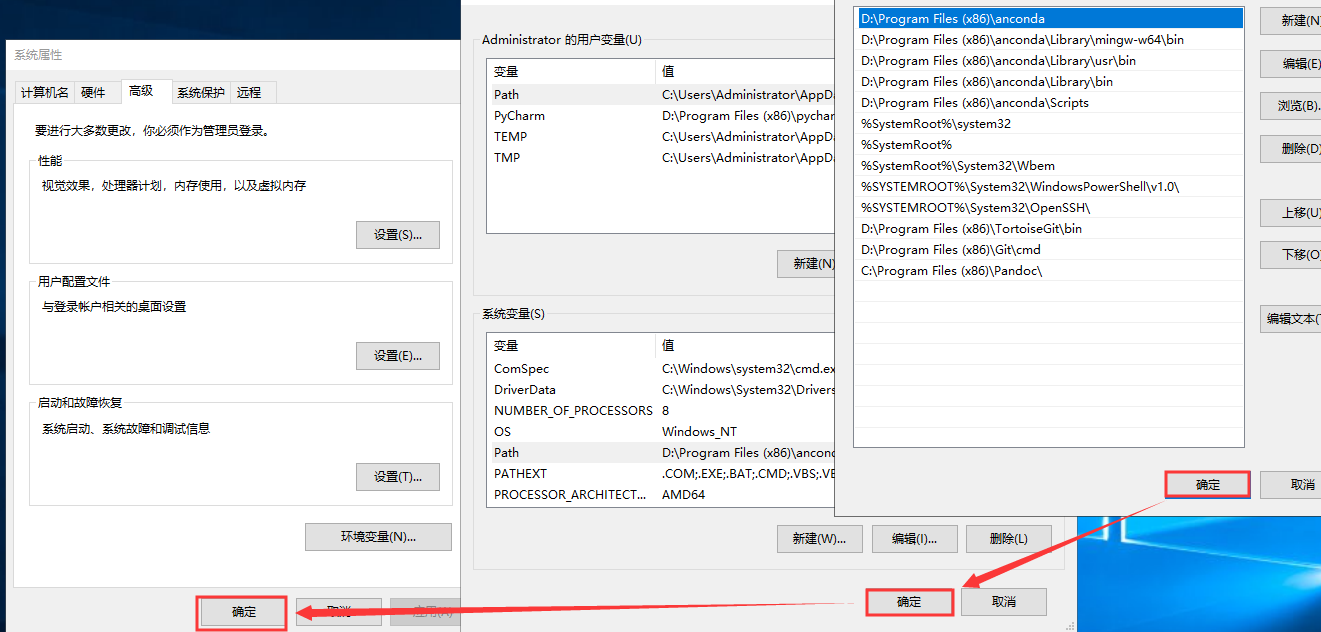 系统属性
计算机名
硬件
高级
系统保护
远程
要进行大多数更改，你必须作为管理员登录。
性能
视觉效果，处理器计划，内存使用，以及虚拟内存
设置(S)...
用户配置文件
与登录帐户相关的桌面设置
设置(E)...
启动和故障恢复
系统启动、系统故障和调试信息
设置(T)...
环境变量(N)...
确定
取消
应用(A)
Administrator 的用户变量(U)
变量 值
Path C:\Users\Administrator\AppDa
PyCharm D:\Program Files (x86)\pychar
TEMP C:\Users\Administrator\AppDa
TMP C:\Users\Administrator\AppDa
新建(N)
系统变量(S)
变量 值
ComSpec C:\Windows\system32\cmd.ex
DriverData C:\Windows\System32\Drivers
NUMBER_OF_PROCESSORS 8
OS Windows_NT
Path D:\Program Files (x86)\anacon
PATHEXT .COM;.EXE;.BAT;.CMD;.VBS;.VB
PROCESSOR_ARCHITECT... AMD64
新建(W)...
编辑(I)...
删除(L)
确定
取消
D:\Program Files (x86)\anconda
D:\Program Files (x86)\anconda\Library\mingw-w64\bin
D:\Program Files (x86)\anconda\Library\usr\bin
D:\Program Files (x86)\anconda\Library\bin
D:\Program Files (x86)\anconda\Scripts
%SystemRoot%\system32
%SystemRoot%
%SystemRoot%\System32\Wbem
%SYSTEMROOT%\System32\WindowsPowerShell\v1.0\
%SYSTEMROOT%\System32\OpenSSH\
D:\Program Files (x86)\TortoiseGit\bin
D:\Program Files (x86)\Git\cmd
C:\Program Files (x86)\Pandoc\
新建(N)
编辑(E)
浏览(B).
删除(D)
上移(U)
下移(O)
编辑文本(T
确定
取消